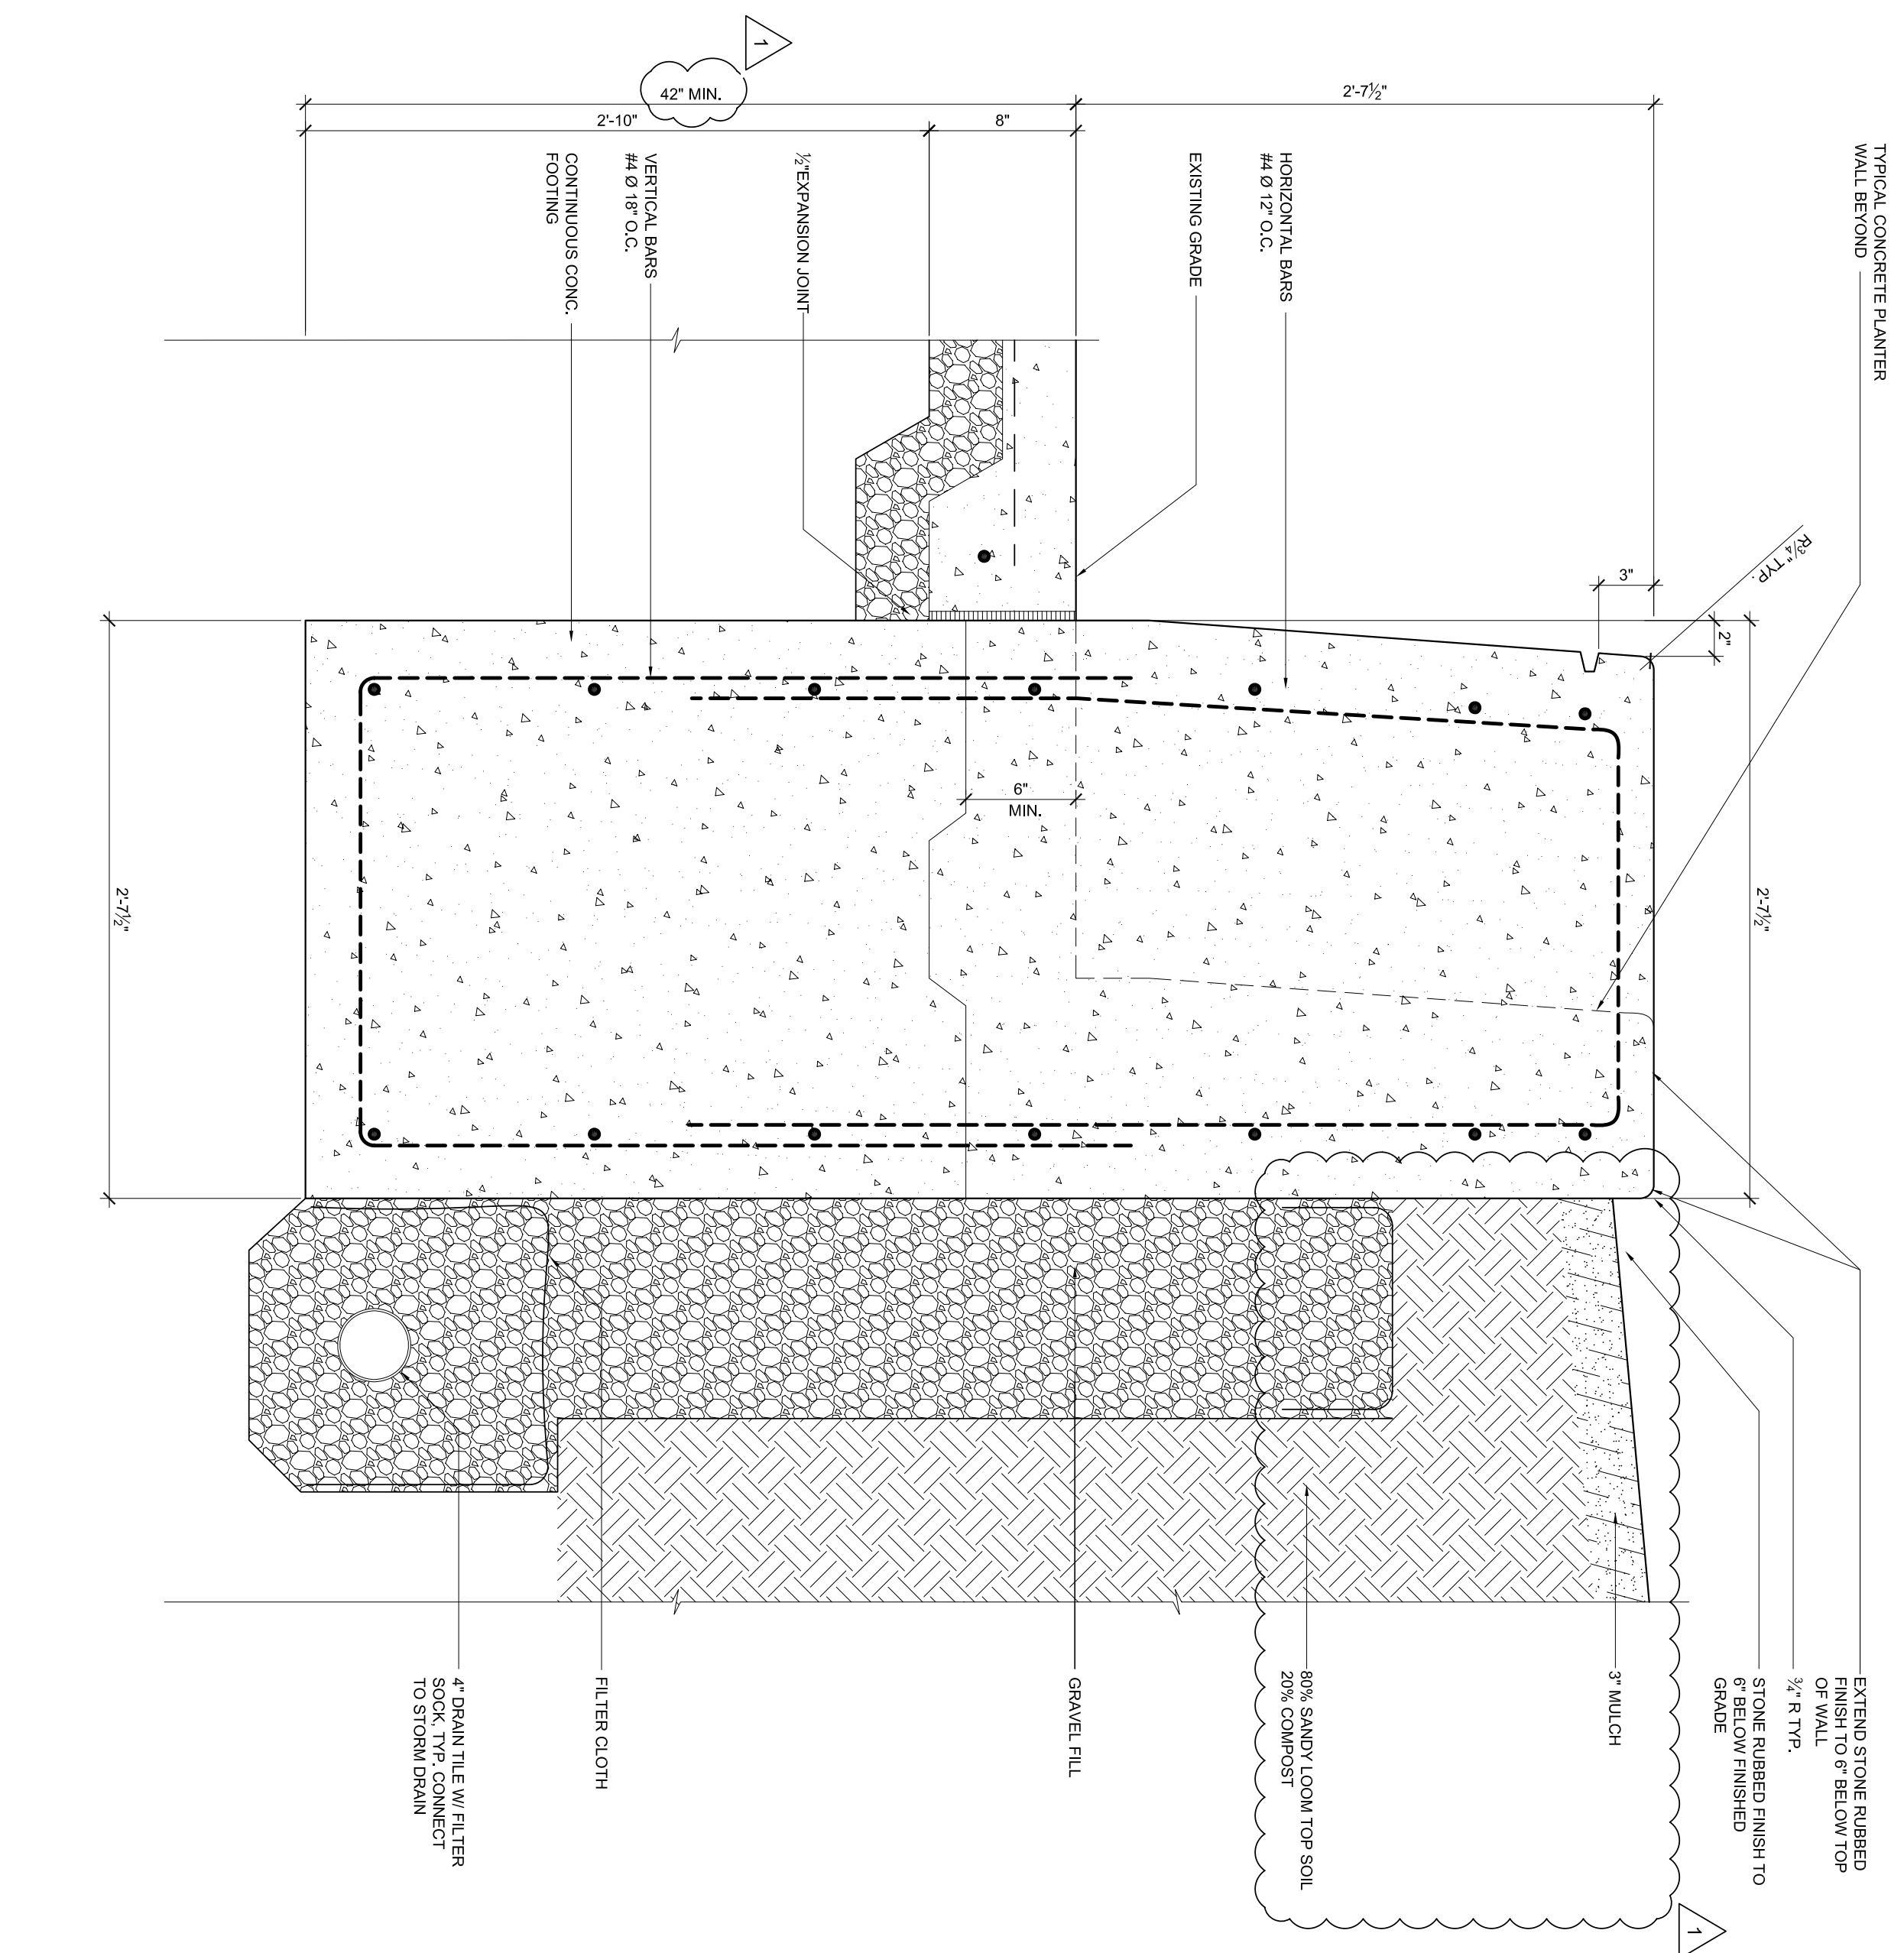 1
42" MIN.
2'-7½"
2'-10"
8"
TYPICAL CONCRETE PLANTER
WALL BEYOND
HORIZONTAL BARS
#4 Ø 12" O.C.
EXISTING GRADE
½"EXPANSION JOINT
VERTICAL BARS
#4 Ø 18" O.C.
CONTINUOUS CONC.
FOOTING
R¾" TYP.
3"
2"
6"
MIN.
2'-7½"
2'-7½"
EXTEND STONE RUBBED
FINISH TO 6" BELOW TOP
OF WALL
¾" R TYP.
STONE RUBBED FINISH TO
6" BELOW FINISHED
GRADE
3" MULCH
80% SANDY LOOM TOP SOIL
20% COMPOST
GRAVEL FILL
FILTER CLOTH
4" DRAIN TILE W/ FILTER
SOCK, TYP. CONNECT
TO STORM DRAIN
1